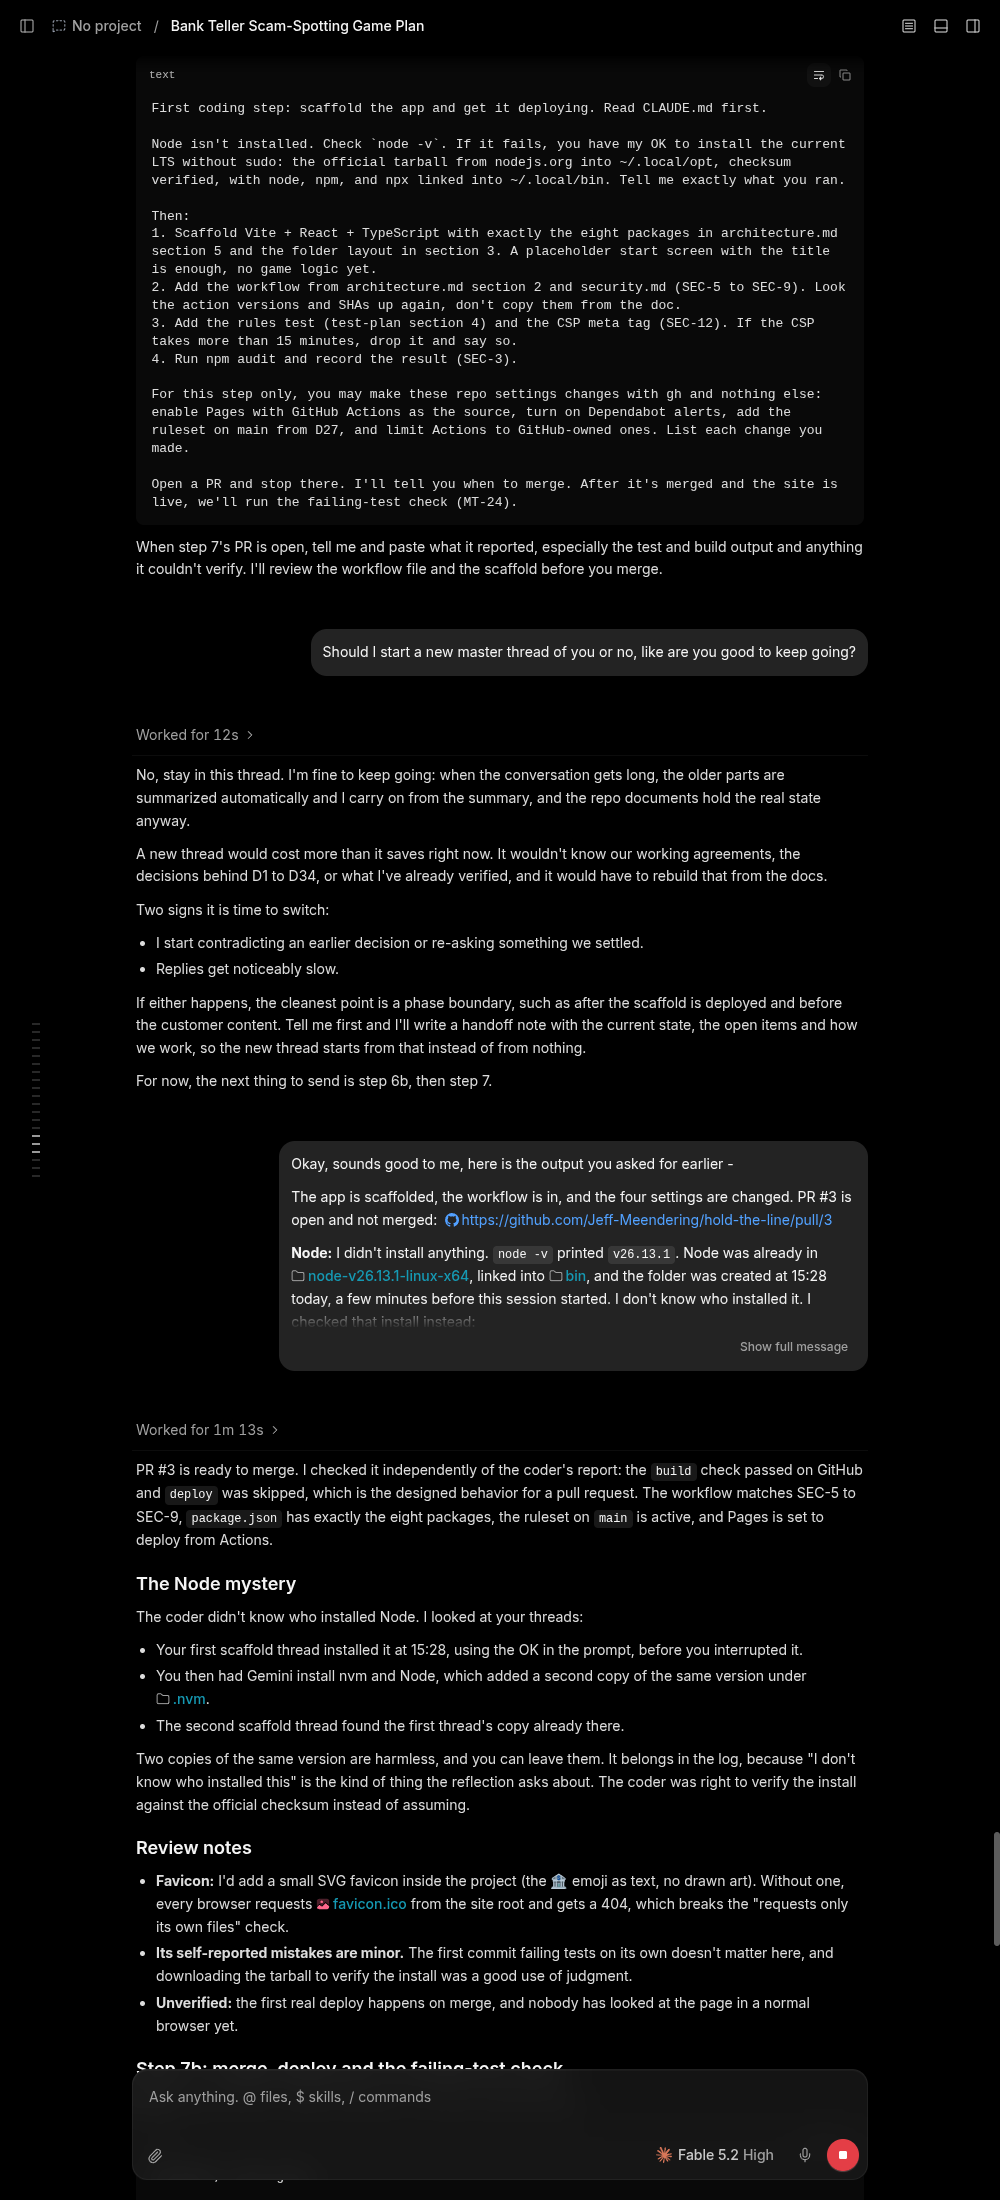 No project / Bank Teller Scam-Spotting Game Plan
text
First coding step: scaffold the app and get it deploying. Read CLAUDE.md first.
Node isn't installed. Check `node -v`. If it fails, you have my OK to install the current
LTS without sudo: the official tarball from nodejs.org into ~/.local/opt, checksum
verified, with node, npm, and npx linked into ~/.local/bin. Tell me exactly what you ran.
Then:
1. Scaffold Vite + React + TypeScript with exactly the eight packages in architecture.md
section 5 and the folder layout in section 3. A placeholder start screen with the title
is enough, no game logic yet.
2. Add the workflow from architecture.md section 2 and security.md (SEC-5 to SEC-9). Look
the action versions and SHAs up again, don't copy them from the doc.
3. Add the rules test (test-plan section 4) and the CSP meta tag (SEC-12). If the CSP
takes more than 15 minutes, drop it and say so.
4. Run npm audit and record the result (SEC-3).
For this step only, you may make these repo settings changes with gh and nothing else:
enable Pages with GitHub Actions as the source, turn on Dependabot alerts, add the
ruleset on main from D27, and limit Actions to GitHub-owned ones. List each change you
made.
Open a PR and stop there. I'll tell you when to merge. After it's merged and the site is
live, we'll run the failing-test check (MT-24).
When step 7's PR is open, tell me and paste what it reported, especially the test and build output and anything
it couldn't verify. I'll review the workflow file and the scaffold before you merge.
Should I start a new master thread of you or no, like are you good to keep going?
Worked for 12s
No, stay in this thread. I'm fine to keep going: when the conversation gets long, the older parts are
summarized automatically and I carry on from the summary, and the repo documents hold the real state
anyway.
A new thread would cost more than it saves right now. It wouldn't know our working agreements, the
decisions behind D1 to D34, or what I've already verified, and it would have to rebuild that from the docs.
Two signs it is time to switch:
• I start contradicting an earlier decision or re-asking something we settled.
• Replies get noticeably slow.
If either happens, the cleanest point is a phase boundary, such as after the scaffold is deployed and before
the customer content. Tell me first and I'll write a handoff note with the current state, the open items and how
we work, so the new thread starts from that instead of from nothing.
For now, the next thing to send is step 6b, then step 7.
Okay, sounds good to me, here is the output you asked for earlier -
The app is scaffolded, the workflow is in, and the four settings are changed. PR #3 is
open and not merged: https://github.com/Jeff-Meendering/hold-the-line/pull/3
Node: I didn't install anything. node -v printed v26.13.1. Node was already in
node-v26.13.1-linux-x64, linked into bin, and the folder was created at 15:28
today, a few minutes before this session started. I don't know who installed it. I
checked that install instead:
Show full message
Worked for 1m 13s
PR #3 is ready to merge. I checked it independently of the coder's report: the build check passed on GitHub
and deploy was skipped, which is the designed behavior for a pull request. The workflow matches SEC-5 to
SEC-9, package.json has exactly the eight packages, the ruleset on main is active, and Pages is set to
deploy from Actions.
The Node mystery
The coder didn't know who installed Node. I looked at your threads:
• Your first scaffold thread installed it at 15:28, using the OK in the prompt, before you interrupted it.
• You then had Gemini install nvm and Node, which added a second copy of the same version under
.nvm.
• The second scaffold thread found the first thread's copy already there.
Two copies of the same version are harmless, and you can leave them. It belongs in the log, because "I don't
know who installed this" is the kind of thing the reflection asks about. The coder was right to verify the install
against the official checksum instead of assuming.
Review notes
• Favicon: I'd add a small SVG favicon inside the project (the 🏦 emoji as text, no drawn art). Without one,
every browser requests favicon.ico from the site root and gets a 404, which breaks the "requests only
its own files" check.
• Its self-reported mistakes are minor. The first commit failing tests on its own doesn't matter here, and
downloading the tarball to verify the install was a good use of judgment.
• Unverified: the first real deploy happens on merge, and nobody has looked at the page in a normal
browser yet.
Step 7b: merge, deploy and the failing-test check
Ask anything. @ files, $ skills, / commands
Fable 5.2 High